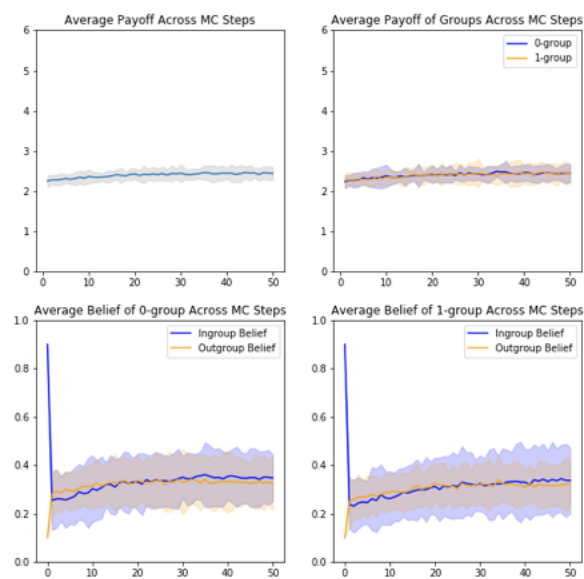 Average Payoff Across MC Steps
6
5
4
3
2
1
0
0 10 20 30 40 50
Average Payoff of Groups Across MC Steps
0-group
1-group
6
5
4
3
2
1
0
0 10 20 30 40 50
Average Belief of 0-group Across MC Steps
Ingroup Belief
Outgroup Belief
1.0
0.8
0.6
0.4
0.2
0.0
0 10 20 30 40 50
Average Belief of 1-group Across MC Steps
Ingroup Belief
Outgroup Belief
1.0
0.8
0.6
0.4
0.2
0.0
0 10 20 30 40 50